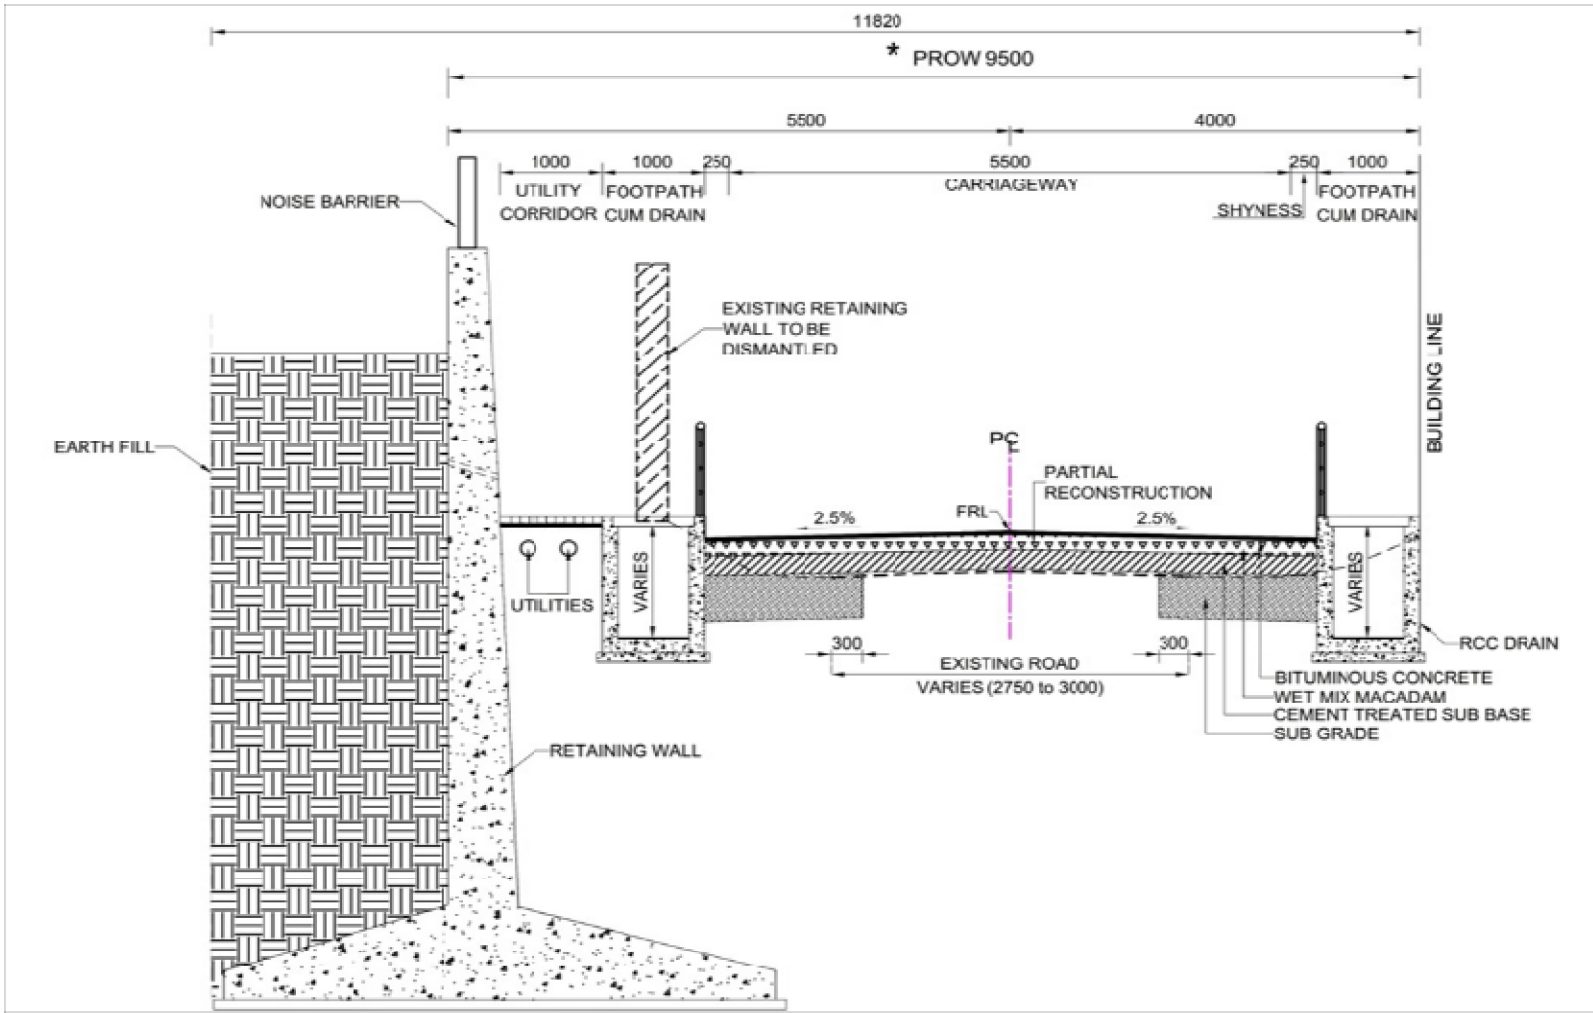 11820
* PROW 9500
5500 4000
1000 1000 250 5500 250 1000
UTILITY CORRIDOR
FOOTPATH CUM DRAIN
CARRIAGEWAY
SHYNESS
FOOTPATH CUM DRAIN
NOISE BARRIER
EXISTING RETAINING
WALL TO BE
DISMANTLED
BUILDING LINE
EARTH FILL
PARTIAL
RECONSTRUCTION
FRL
2.5% 2.5%
VARIES
UTILITIES
VARIES
300 300
RCC DRAIN
EXISTING ROAD
VARIES (2750 to 3000)
BITUMINOUS CONCRETE
WET MIX MACADAM
CEMENT TREATED SUB BASE
SUB GRADE
RETAINING WALL